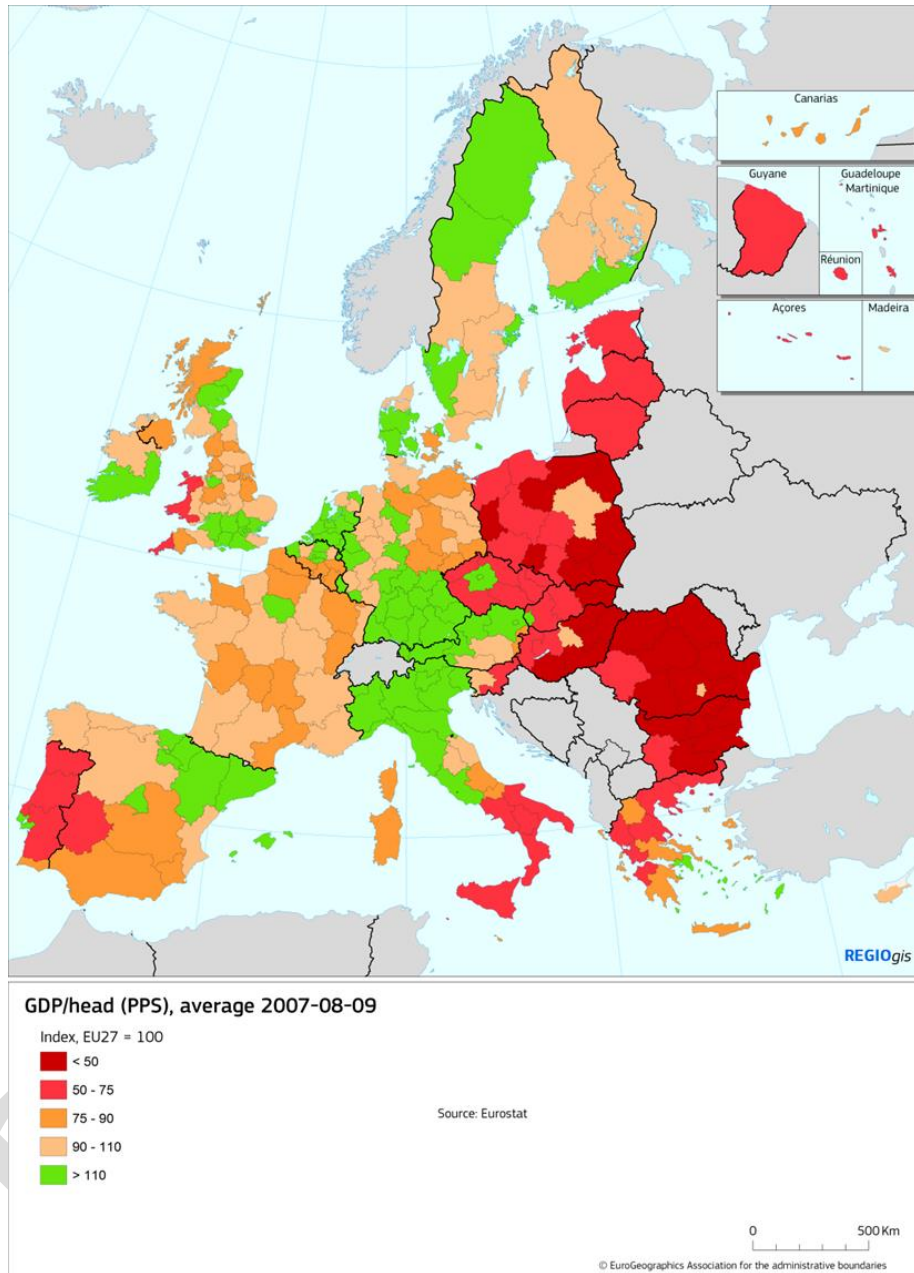 Canarias
Guyane
Guadeloupe
Martinique
Réunion
Açores
Madeira
REGIOgis
GDP/head (PPS), average 2007-08-09
Index, EU27 = 100
< 50
50 - 75
75 - 90
90 - 110
> 110
Source: Eurostat
0 500 Km
© EuroGeographics Association for the administrative boundaries